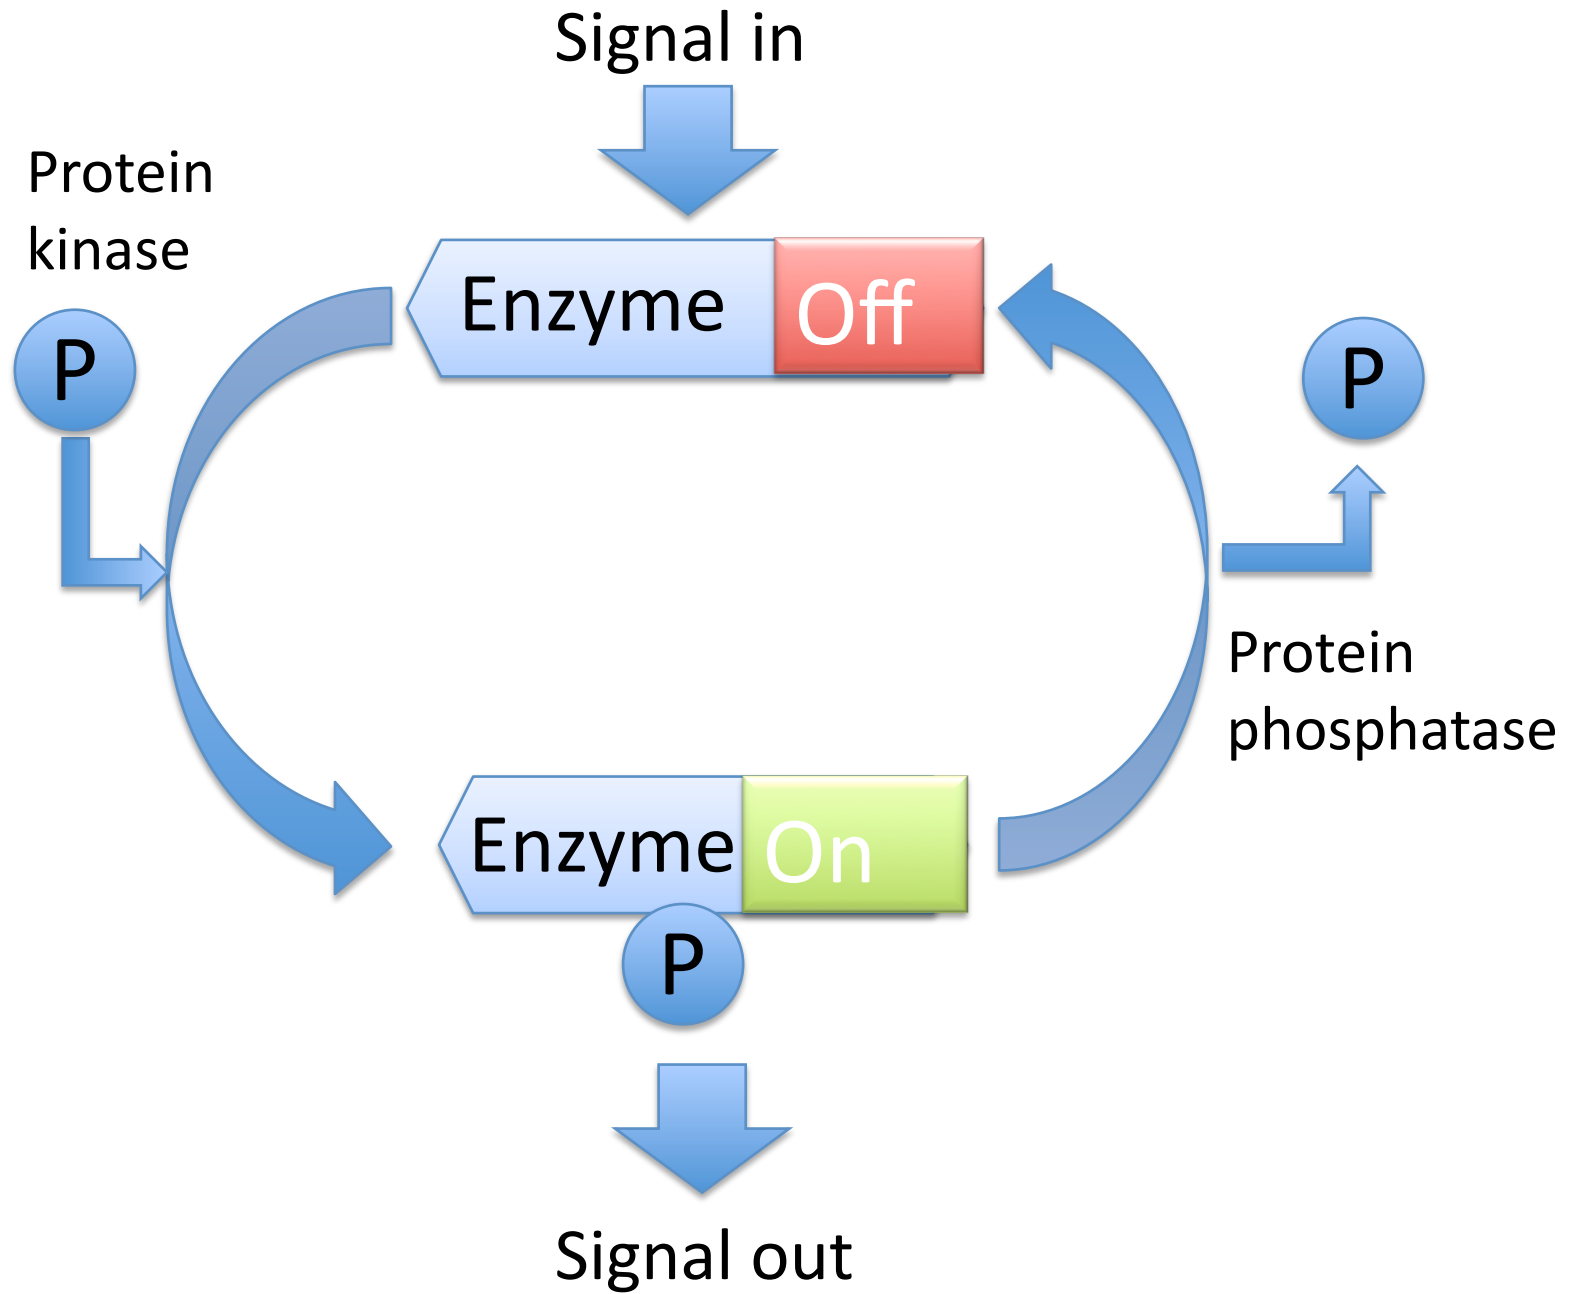 Signal in
Protein
kinase
P
Enzyme
Off
P
Protein
phosphatase
Enzyme
On
P
Signal out